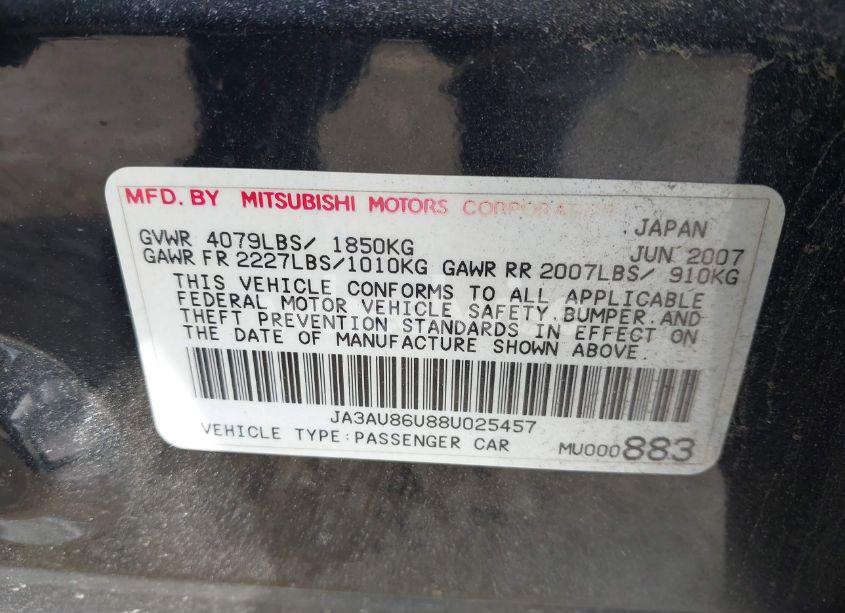 MFD. BY MITSUBISHI MOTORS CORPORATION
JAPAN
GVWR 4079LBS/ 1850KG JUN 2007
GAWR FR 2227LBS/1010KG GAWR RR 2007LBS/ 910KG
THIS VEHICLE CONFORMS TO ALL APPLICABLE
FEDERAL MOTOR VEHICLE SAFETY, BUMPER, AND
THEFT PREVENTION STANDARDS IN EFFECT ON
THE DATE OF MANUFACTURE SHOWN ABOVE.
JA3AU86U88U025457
VEHICLE TYPE:PASSENGER CAR MU000883